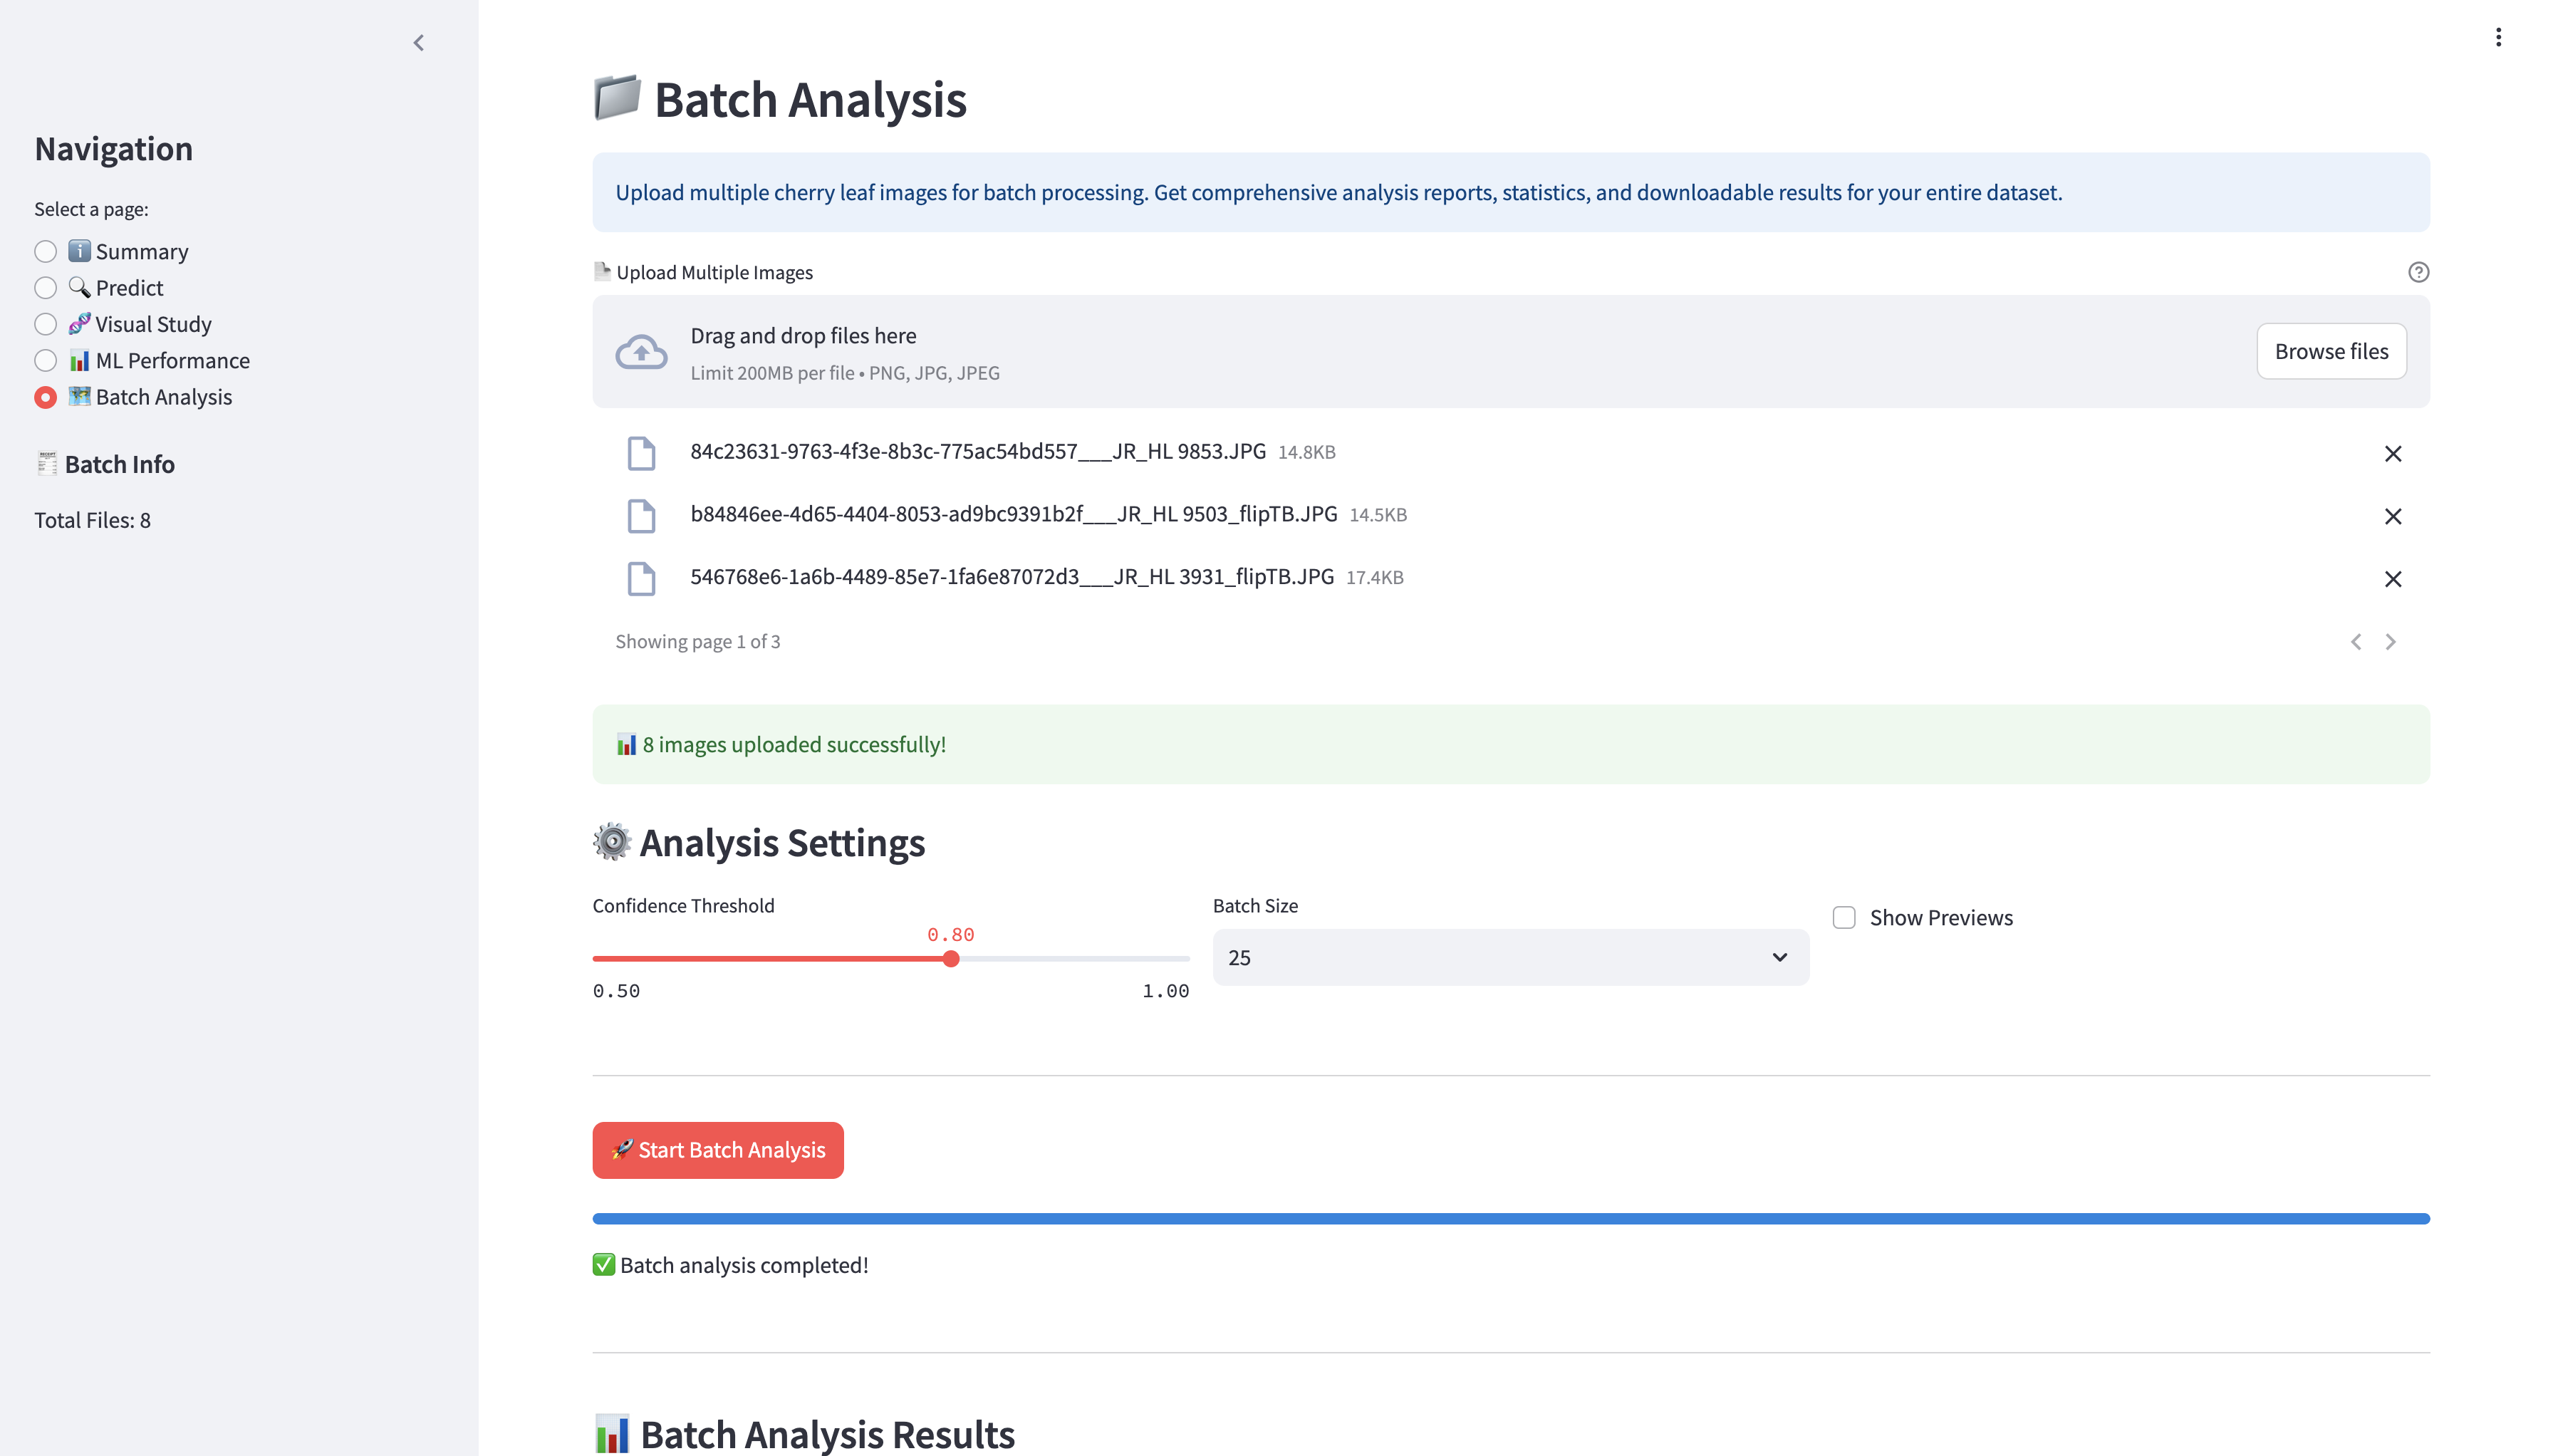 Navigation
Select a page:
Summary
Predict
Visual Study
ML Performance
Batch Analysis
Batch Info
Total Files: 8
Batch Analysis
Upload multiple cherry leaf images for batch processing. Get comprehensive analysis reports, statistics, and downloadable results for your entire dataset.
Upload Multiple Images
Drag and drop files here
Limit 200MB per file • PNG, JPG, JPEG
Browse files
84c23631-9763-4f3e-8b3c-775ac54bd557___JR_HL 9853.JPG 14.8KB
b84846ee-4d65-4404-8053-ad9bc9391b2f___JR_HL 9503_flipTB.JPG 14.5KB
546768e6-1a6b-4489-85e7-1fa6e87072d3___JR_HL 3931_flipTB.JPG 17.4KB
Showing page 1 of 3
8 images uploaded successfully!
Analysis Settings
Confidence Threshold
0.80
0.50 1.00
Batch Size
25
Show Previews
Start Batch Analysis
Batch analysis completed!
Batch Analysis Results